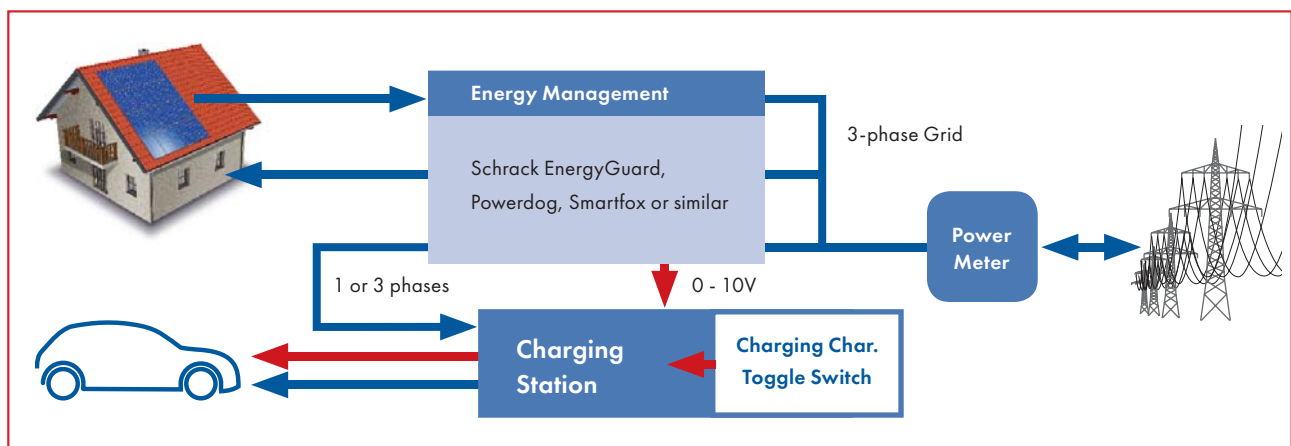 Energy Management
3-phase Grid
Schrack EnergyGuard,
Powerdog, Smartfox or similar
Power
Meter
1 or 3 phases
0 - 10V
Charging
Station
Charging Char.
Toggle Switch